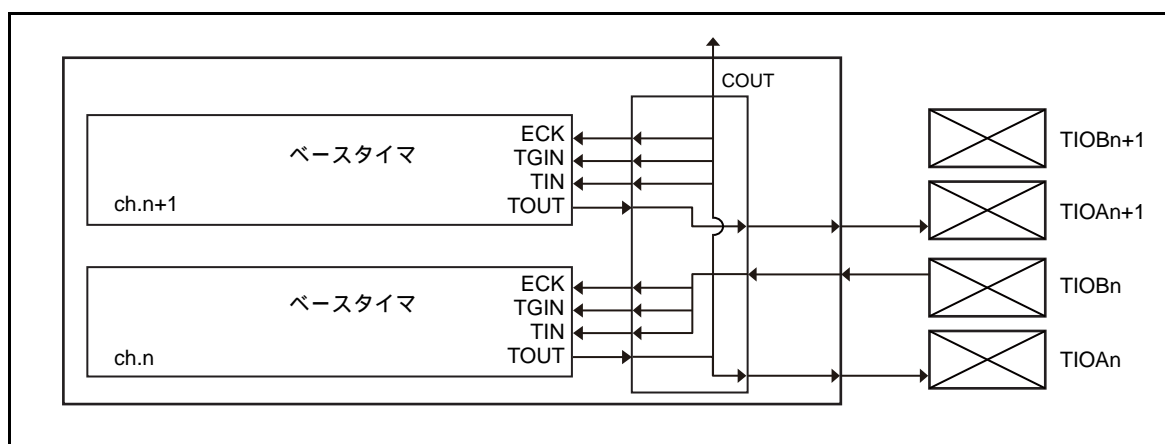 COUT
ECK
TGIN
TIN
TOUT
ベースタイマ
ch.n+1
TIOBn+1
TIOAn+1
ECK
TGIN
TIN
TOUT
ベースタイマ
ch.n
TIOBn
TIOAn